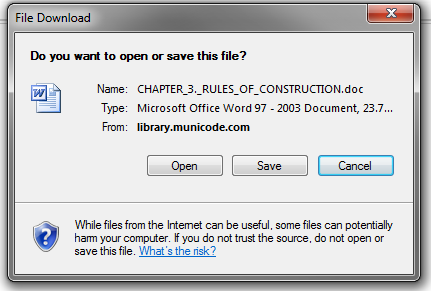 File Download
Do you want to open or save this file?
Name: CHAPTER_3._RULES_OF_CONSTRUCTION.doc
Type: Microsoft Office Word 97 - 2003 Document, 23.7...
From: library.municode.com
Open Save Cancel
While files from the Internet can be useful, some files can potentially
harm your computer. If you do not trust the source, do not open or
save this file. What's the risk?